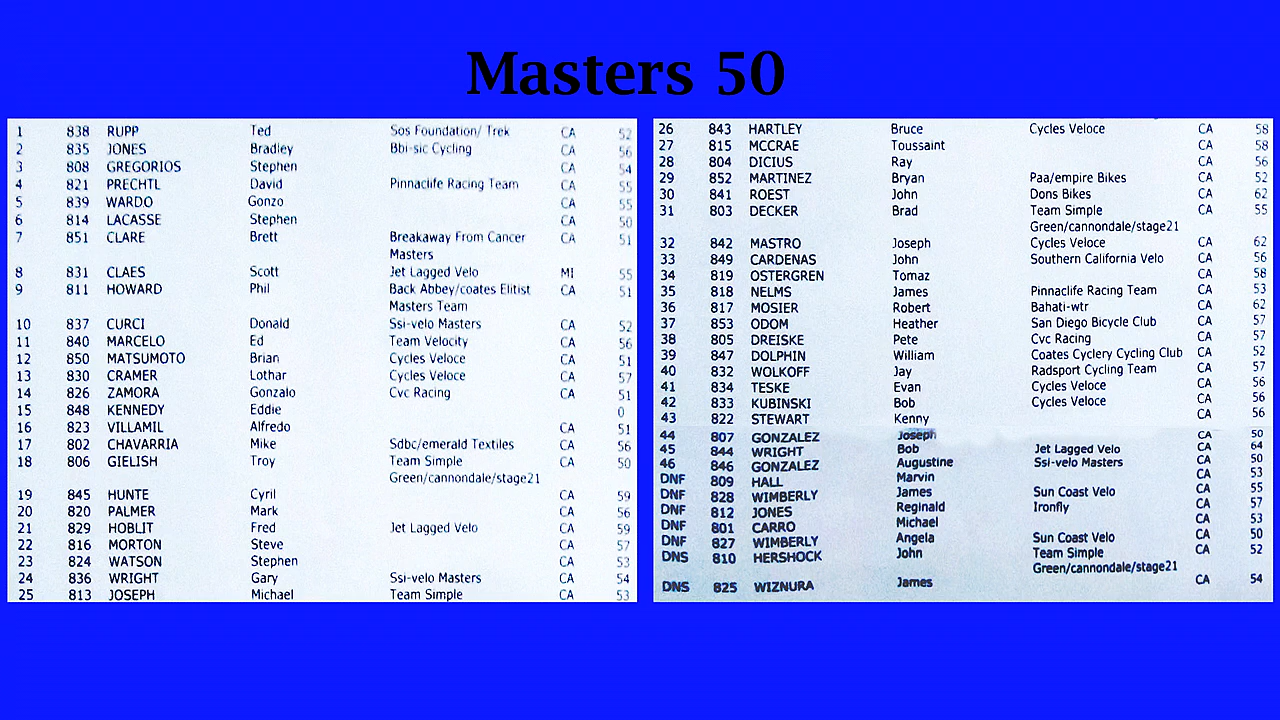 Masters 50
1 838 RUPP Ted Sos Foundation/ Trek CA 52
2 835 JONES Bradley Bbi-sic Cycling CA 56
3 808 GREGORIOS Stephen CA 54
4 821 PRECHTL David Pinnaclife Racing Team CA 55
5 839 WARDO Gonzo CA 55
6 814 LACASSE Stephen CA 50
7 851 CLARE Brett Breakaway From Cancer CA 51
Masters
8 831 CLAES Scott Jet Lagged Velo MI 55
9 811 HOWARD Phil Back Abbey/coates Elitist CA 51
Masters Team
10 837 CURCI Donald Ssi-velo Masters CA 52
11 840 MARCELO Ed Team Velocity CA 56
12 850 MATSUMOTO Brian Cycles Veloce CA 51
13 830 CRAMER Lothar Cycles Veloce CA 57
14 826 ZAMORA Gonzalo Cvc Racing CA 51
15 848 KENNEDY Eddie 0
16 823 VILLAMIL Alfredo CA 51
17 802 CHAVARRIA Mike Sdbc/emerald Textiles CA 56
18 806 GIELISH Troy Team Simple CA 50
Green/cannondale/stage21
19 845 HUNTE Cyril CA 59
20 820 PALMER Mark CA 56
21 829 HOBLIT Fred Jet Lagged Velo CA 59
22 816 MORTON Steve CA 57
23 824 WATSON Stephen CA 53
24 836 WRIGHT Gary Ssi-velo Masters CA 54
25 813 JOSEPH Michael Team Simple CA 53
26 843 HARTLEY Bruce Cycles Veloce CA 58
27 815 MCCRAE Toussaint CA 58
28 804 DICIUS Ray CA 56
29 852 MARTINEZ Bryan Paa/empire Bikes CA 52
30 841 ROEST John Dons Bikes CA 62
31 803 DECKER Brad Team Simple CA 55
Green/cannondale/stage21
32 842 MASTRO Joseph Cycles Veloce CA 62
33 849 CARDENAS John Southern California Velo CA 56
34 819 OSTERGREN Tomaz CA 58
35 818 NELMS James Pinnaclife Racing Team CA 53
36 817 MOSIER Robert Bahati-wtr CA 62
37 853 ODOM Heather San Diego Bicycle Club CA 57
38 805 DREISKE Pete Cvc Racing CA 57
39 847 DOLPHIN William Coates Cyclery Cycling Club CA 52
40 832 WOLKOFF Jay Radsport Cycling Team CA 57
41 834 TESKE Evan Cycles Veloce CA 56
42 833 KUBINSKI Bob Cycles Veloce CA 56
43 822 STEWART Kenny CA 56
44 807 GONZALEZ Joseph CA 50
45 844 WRIGHT Bob Jet Lagged Velo CA 64
46 846 GONZALEZ Augustine Ssi-velo Masters CA 50
DNF 809 HALL Marvin CA 53
DNF 828 WIMBERLY James Sun Coast Velo CA 55
DNF 812 JONES Reginald Ironfly CA 57
DNF 801 CARRO Michael CA 53
DNF 827 WIMBERLY Angela Sun Coast Velo CA 50
DNS 810 HERSHOCK John Team Simple CA 52
Green/cannondale/stage21
DNS 825 WIZNURA James CA 54